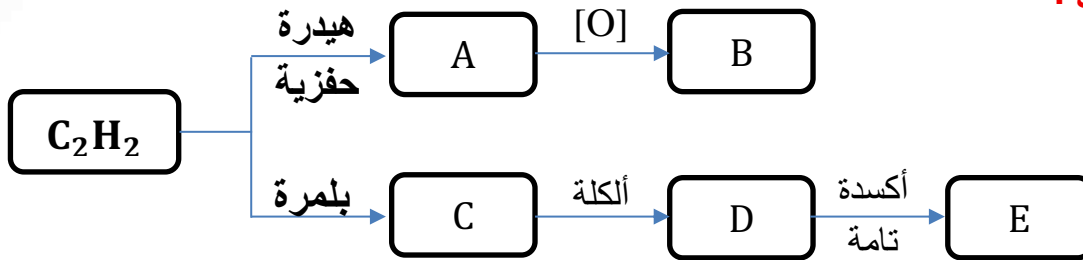 هيدرة
حفزية
A
[O]
B
C₂H₂
بلمرة
C
ألكلة
D
أكسدة
تامة
E